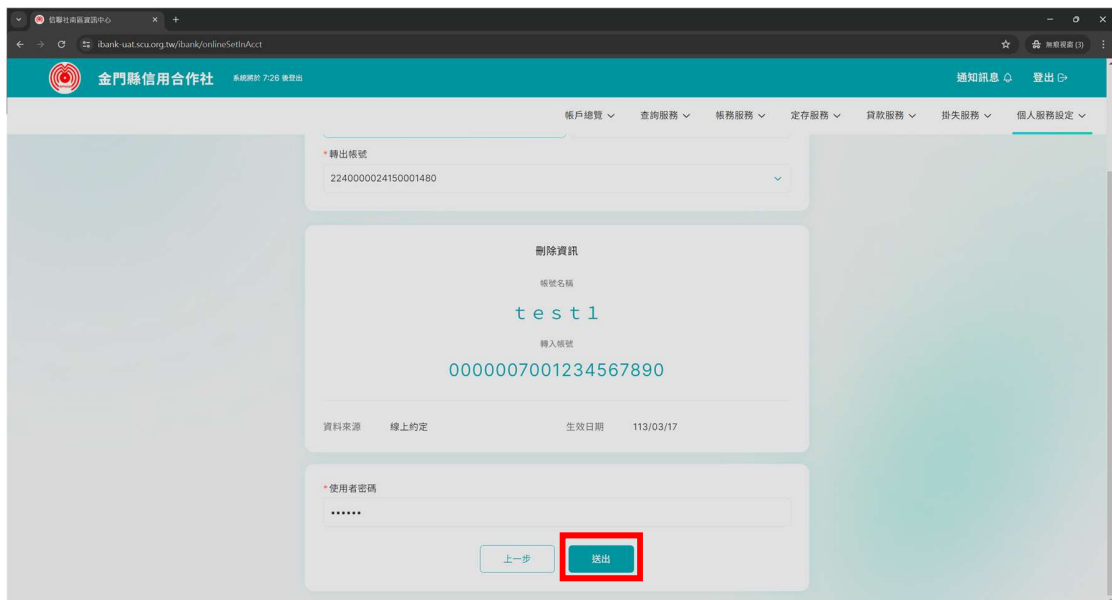 信聯社南區資訊中心
ibank-uat.scu.org.tw/ibank/onlineSetInAcct
無痕視窗 (3)
金門縣信用合作社 系統將於 7:26 後登出 通知訊息 登出
帳戶總覽 查詢服務 帳務服務 定存服務 貸款服務 掛失服務 個人服務設定
*轉出帳號
2240000024150001480
刪除資訊
帳號名稱
ｔｅｓｔ１
轉入帳號
0000007001234567890
資料來源 線上約定 生效日期 113/03/17
*使用者密碼
••••••
上一步 送出